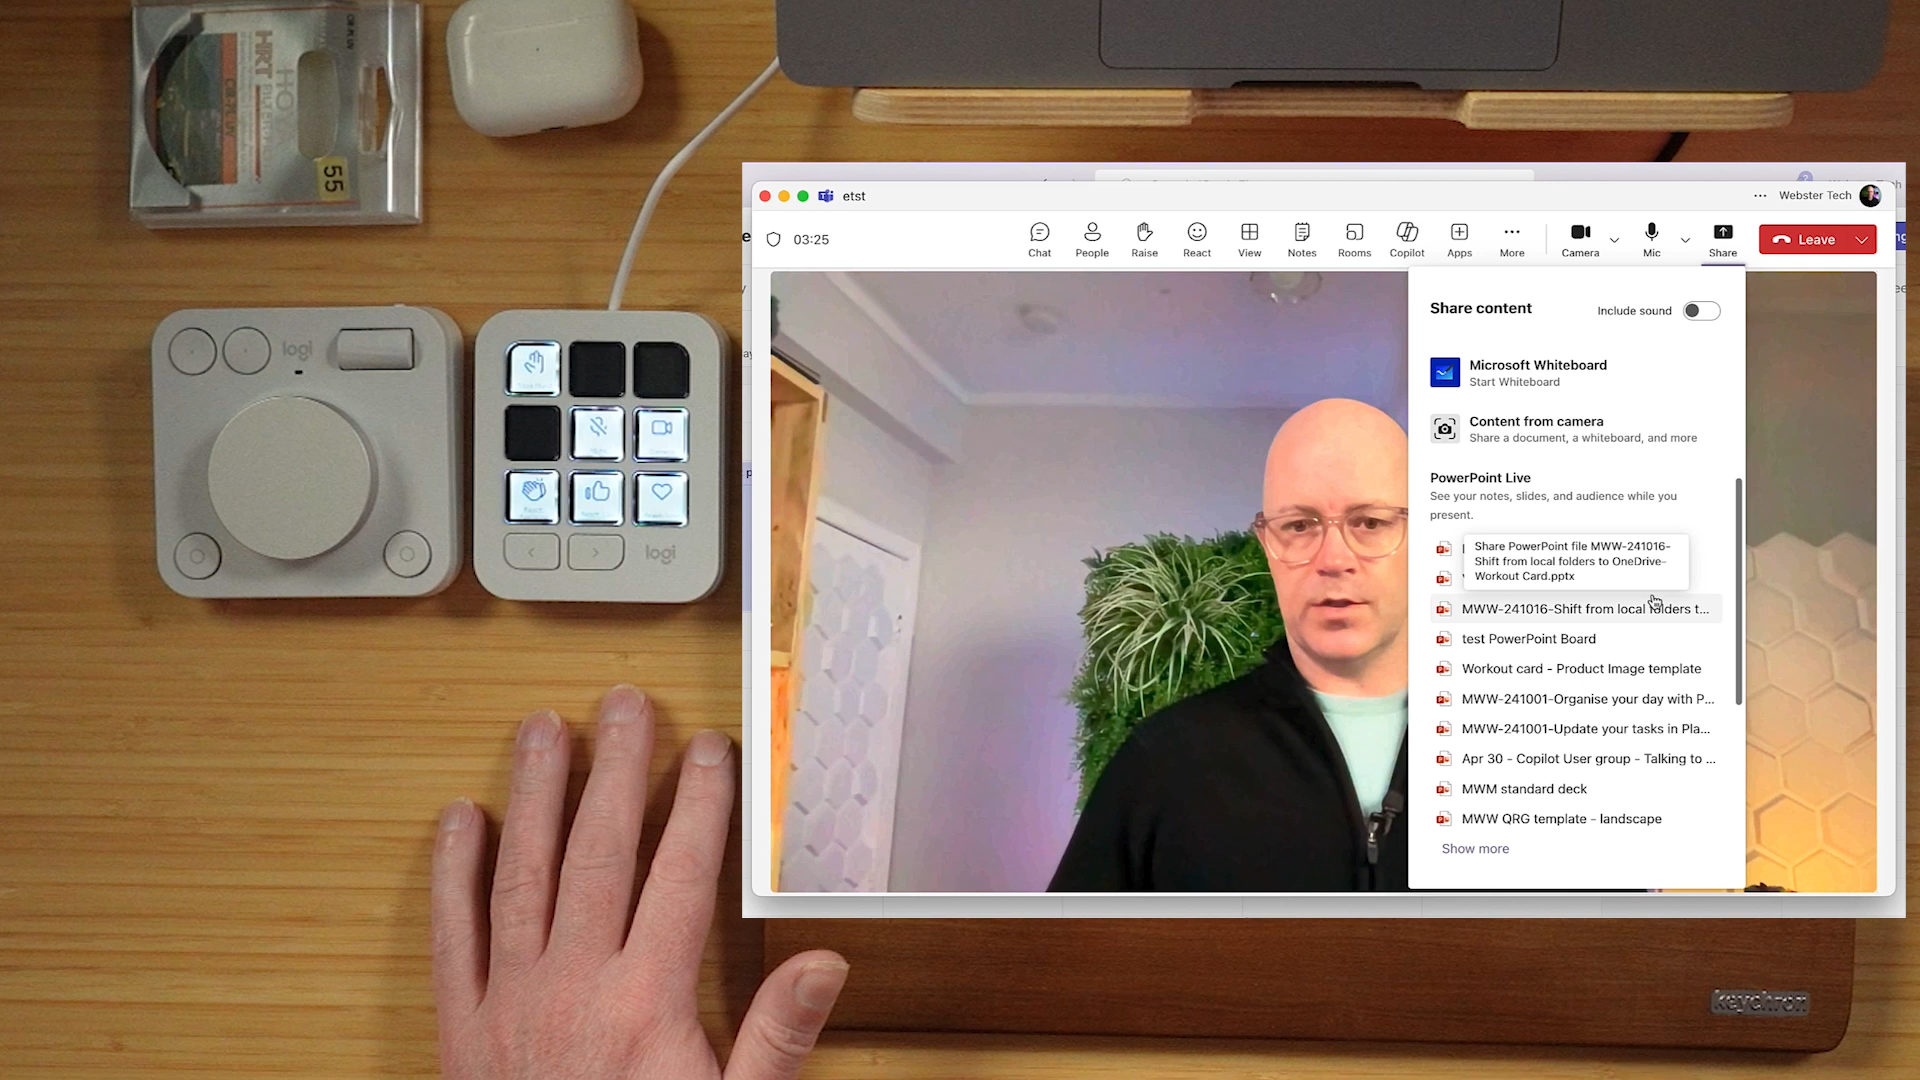 HIRT
55
logi
logi
keychron
etst
Webster Tech
03:25
Chat
People
Raise
React
View
Notes
Rooms
Copilot
Apps
More
Camera
Mic
Share
Leave
Share content
Include sound
Microsoft Whiteboard
Start Whiteboard
Content from camera
Share a document, a whiteboard, and more
PowerPoint Live
See your notes, slides, and audience while you
present.
Share PowerPoint file MWW-241016-
Shift from local folders to OneDrive-
Workout Card.pptx
MWW-241016-Shift from local folders t...
test PowerPoint Board
Workout card - Product Image template
MWW-241001-Organise your day with P...
MWW-241001-Update your tasks in Pla...
Apr 30 - Copilot User group - Talking to ...
MWM standard deck
MWW QRG template - landscape
Show more